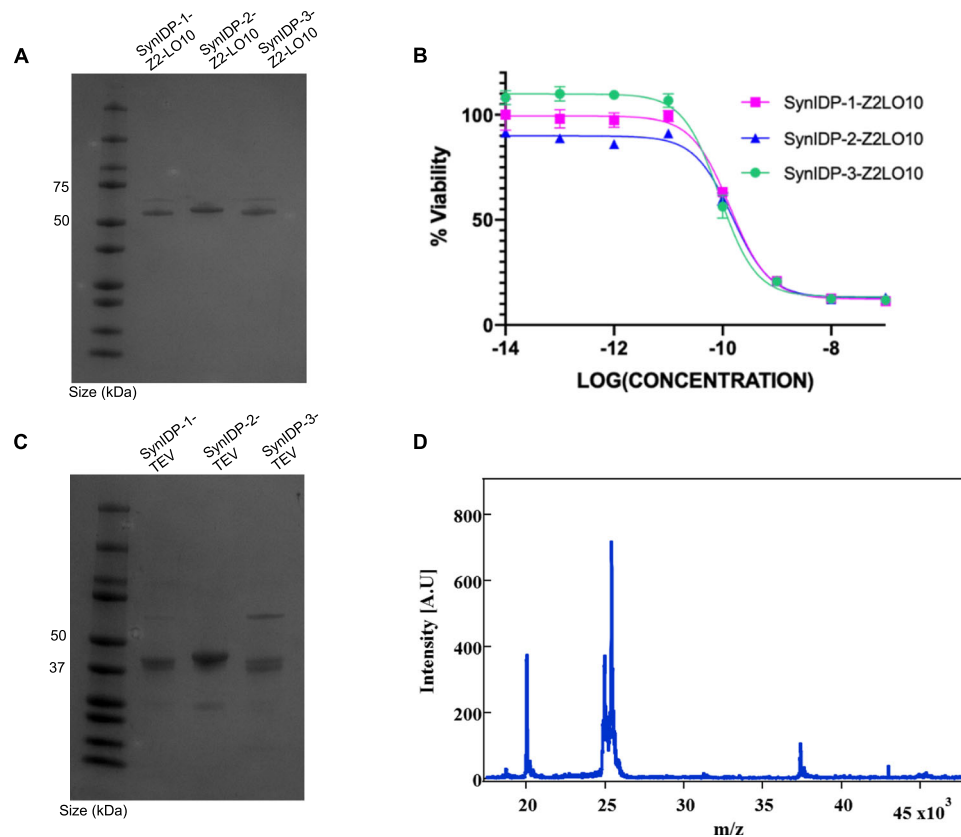 A
SynIDP-1-
Z2-LO10
SynIDP-2-
Z2-LO10
SynIDP-3-
Z2-LO10
75
50
Size (kDa)
B
% Viability
100
50
0
-14
-12
-10
-8
LOG(CONCENTRATION)
SynIDP-1-Z2LO10
SynIDP-2-Z2LO10
SynIDP-3-Z2LO10
C
SynIDP-1-
TEV
SynIDP-2-
TEV
SynIDP-3-
TEV
50
37
Size (kDa)
D
Intensity [A.U]
800
600
400
200
0
20
25
30
35
40
45 x10³
m/z